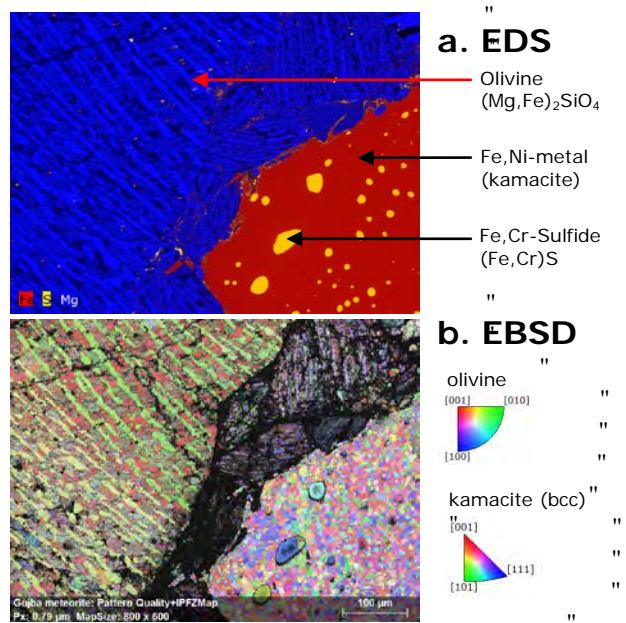 "
a. EDS
Olivine
(Mg,Fe)₂SiO₄
Fe,Ni-metal
(kamacite)
Fe,Cr-Sulfide
(Fe,Cr)S
Fe S Mg
"
b. EBSD
"
olivine
"
[001] [010]
"
"
[100]
kamacite (bcc) "
"
"
[001]
"
[111]
[101]
"
Gujba meteorite: Pattern Quality+IPFZMap
Px: 0.79 µm MapSize: 800 x 600
100 µm
"